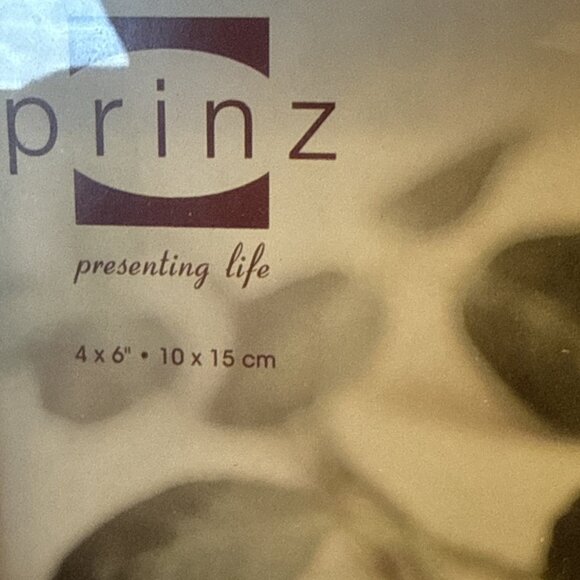 prinz
presenting life
4 x 6" • 10 x 15 cm